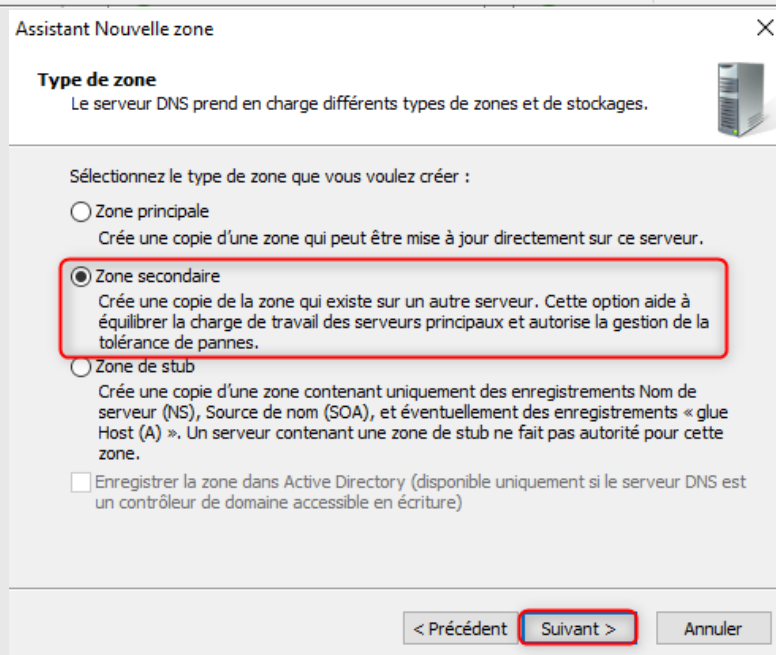 Assistant Nouvelle zone
Type de zone
Le serveur DNS prend en charge différents types de zones et de stockages.
Sélectionnez le type de zone que vous voulez créer :
Zone principale
Crée une copie d'une zone qui peut être mise à jour directement sur ce serveur.
Zone secondaire
Crée une copie de la zone qui existe sur un autre serveur. Cette option aide à
équilibrer la charge de travail des serveurs principaux et autorise la gestion de la
tolérance de pannes.
Zone de stub
Crée une copie d'une zone contenant uniquement des enregistrements Nom de
serveur (NS), Source de nom (SOA), et éventuellement des enregistrements « glue
Host (A) ». Un serveur contenant une zone de stub ne fait pas autorité pour cette
zone.
Enregistrer la zone dans Active Directory (disponible uniquement si le serveur DNS est
un contrôleur de domaine accessible en écriture)
< Précédent Suivant > Annuler